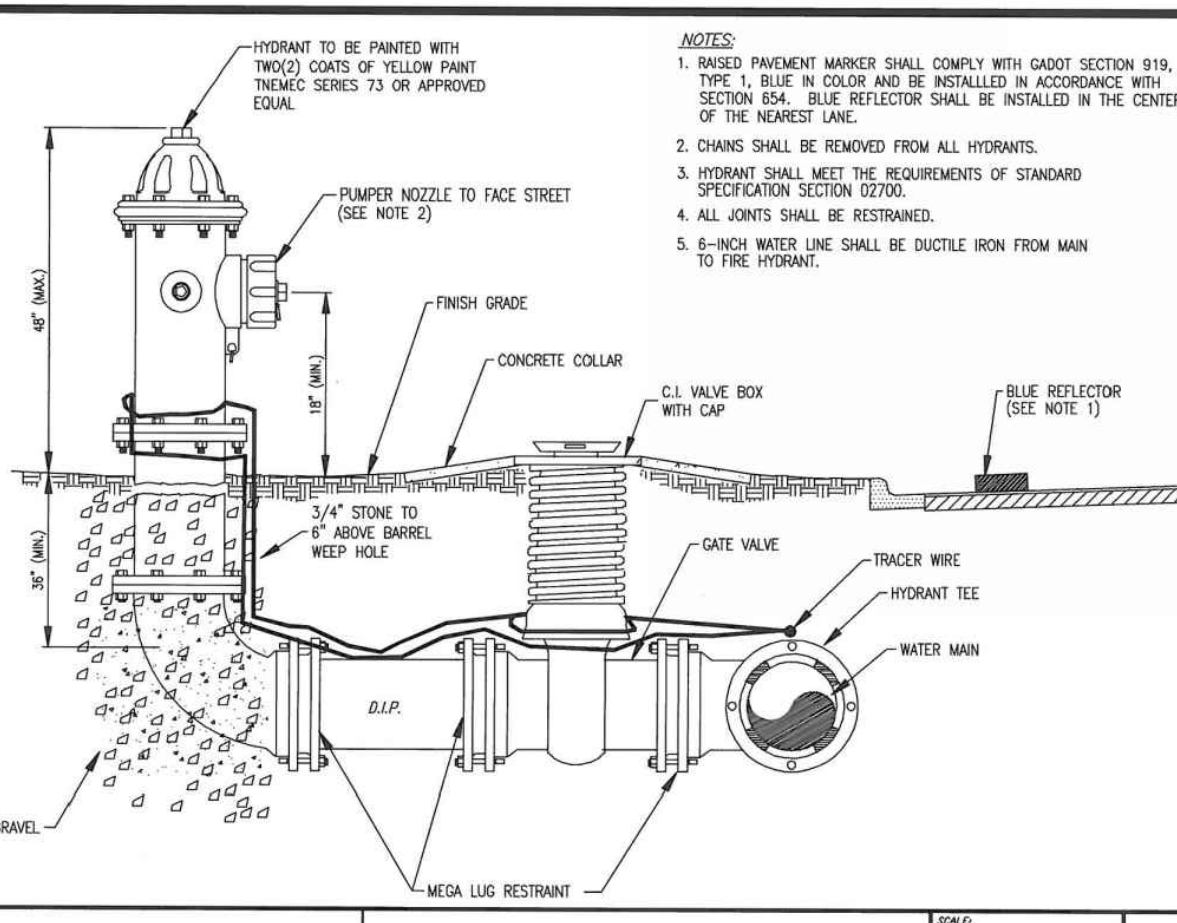 HYDRANT TO BE PAINTED WITH
TWO(2) COATS OF YELLOW PAINT
TNEMEC SERIES 73 OR APPROVED
EQUAL
PUMPER NOZZLE TO FACE STREET
(SEE NOTE 2)
NOTES:
1. RAISED PAVEMENT MARKER SHALL COMPLY WITH GADOT SECTION 919,
TYPE 1, BLUE IN COLOR AND BE INSTALLLED IN ACCORDANCE WITH
SECTION 654. BLUE REFLECTOR SHALL BE INSTALLED IN THE CENTER
OF THE NEAREST LANE.
2. CHAINS SHALL BE REMOVED FROM ALL HYDRANTS.
3. HYDRANT SHALL MEET THE REQUIREMENTS OF STANDARD
SPECIFICATION SECTION 02700.
4. ALL JOINTS SHALL BE RESTRAINED.
5. 6-INCH WATER LINE SHALL BE DUCTILE IRON FROM MAIN
TO FIRE HYDRANT.
48" (MAX.)
18" (MIN.)
36" (MIN.)
FINISH GRADE
CONCRETE COLLAR
C.I. VALVE BOX
WITH CAP
BLUE REFLECTOR
(SEE NOTE 1)
3/4" STONE TO
6" ABOVE BARREL
WEEP HOLE
GATE VALVE
TRACER WIRE
HYDRANT TEE
WATER MAIN
D.I.P.
RAVEL
MEGA LUG RESTRAINT
SCALE: